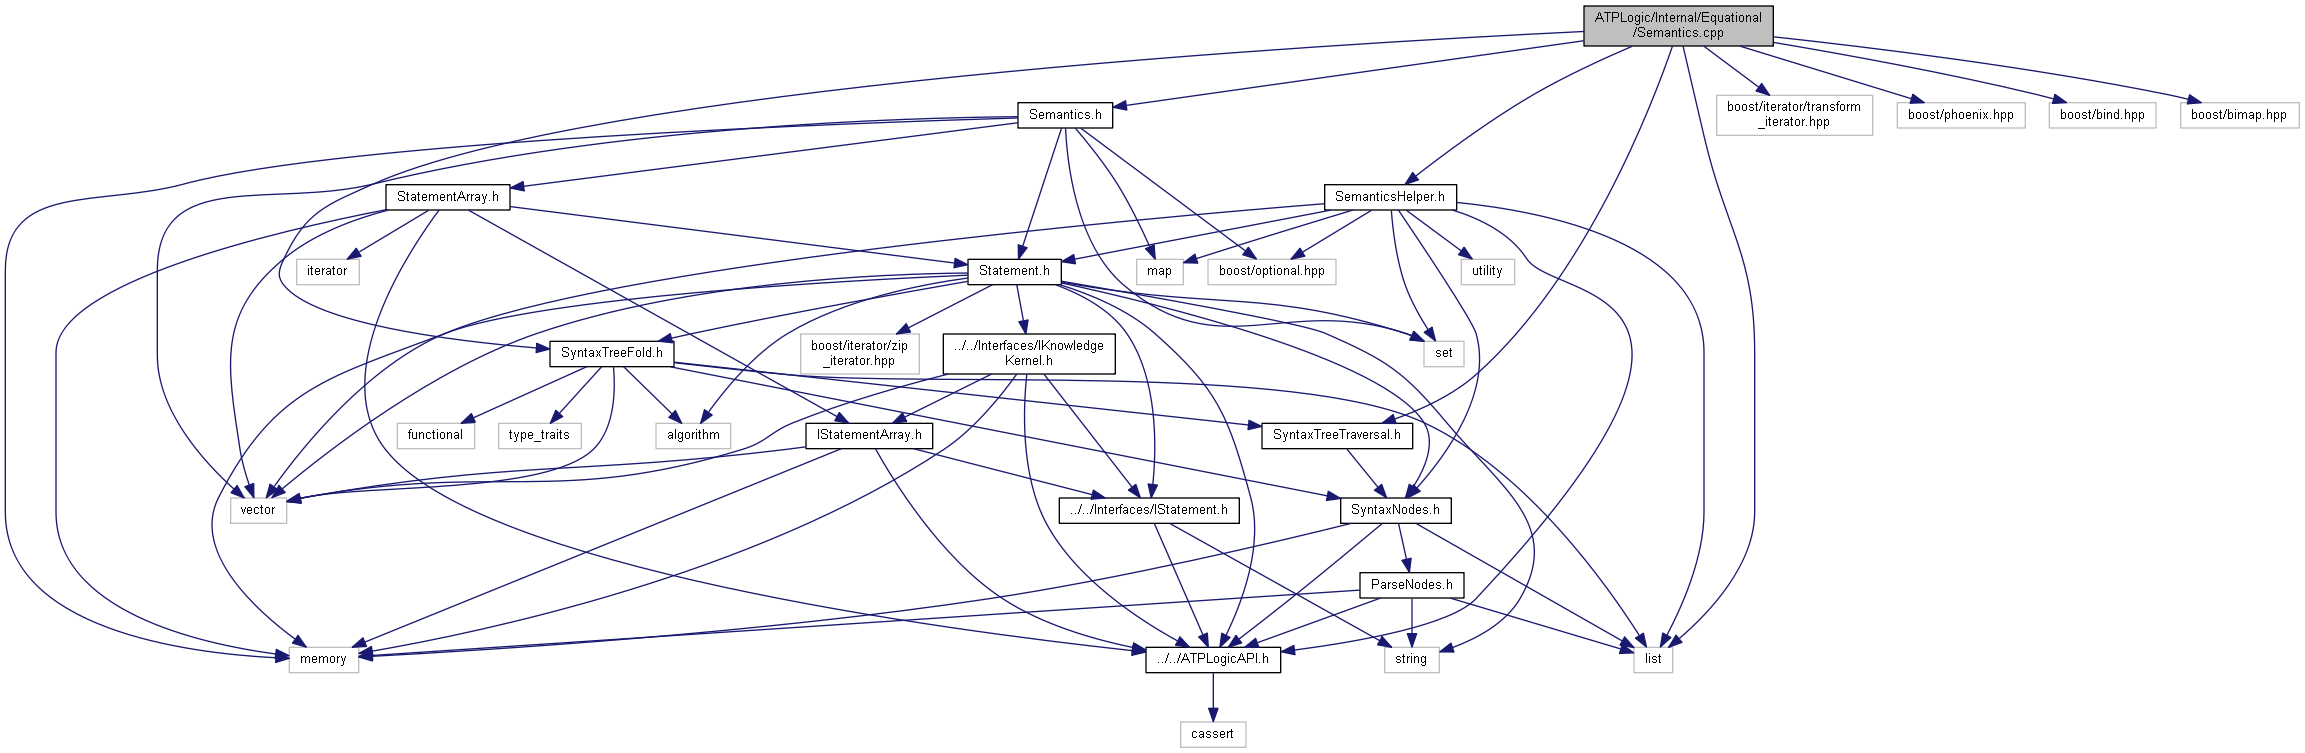 ATPLogic/Internal/Equational
/Semantics.cpp
Semantics.h
boost/iterator/transform
_iterator.hpp
boost/phoenix.hpp
boost/bind.hpp
boost/bimap.hpp
StatementArray.h
SemanticsHelper.h
iterator
Statement.h
map
boost/optional.hpp
utility
SyntaxTreeFold.h
boost/iterator/zip
_iterator.hpp
../../Interfaces/IKnowledge
Kernel.h
set
functional
type_traits
algorithm
IStatementArray.h
SyntaxTreeTraversal.h
vector
../../Interfaces/IStatement.h
SyntaxNodes.h
ParseNodes.h
memory
../../ATPLogicAPI.h
string
list
cassert